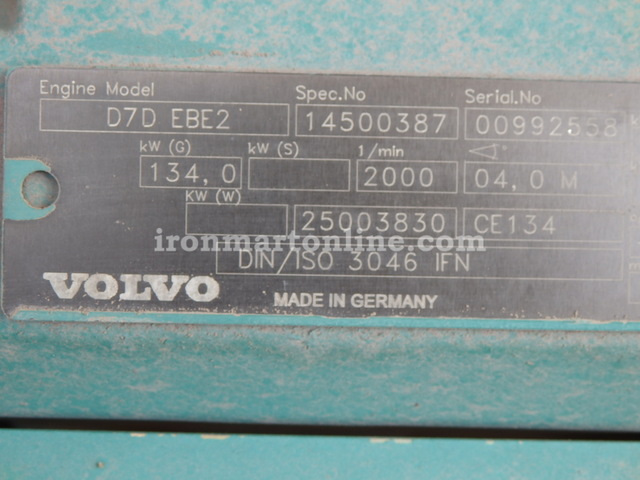 Engine Model Spec.No Serial.No
D7D EBE2 14500387 00992558
kW (G) kW (S) 1/min
134,0 2000 04,0 M
KW (W)
25003830 CE134
ironmartonline.com
DIN/ISO 3046 IFN
VOLVO MADE IN GERMANY